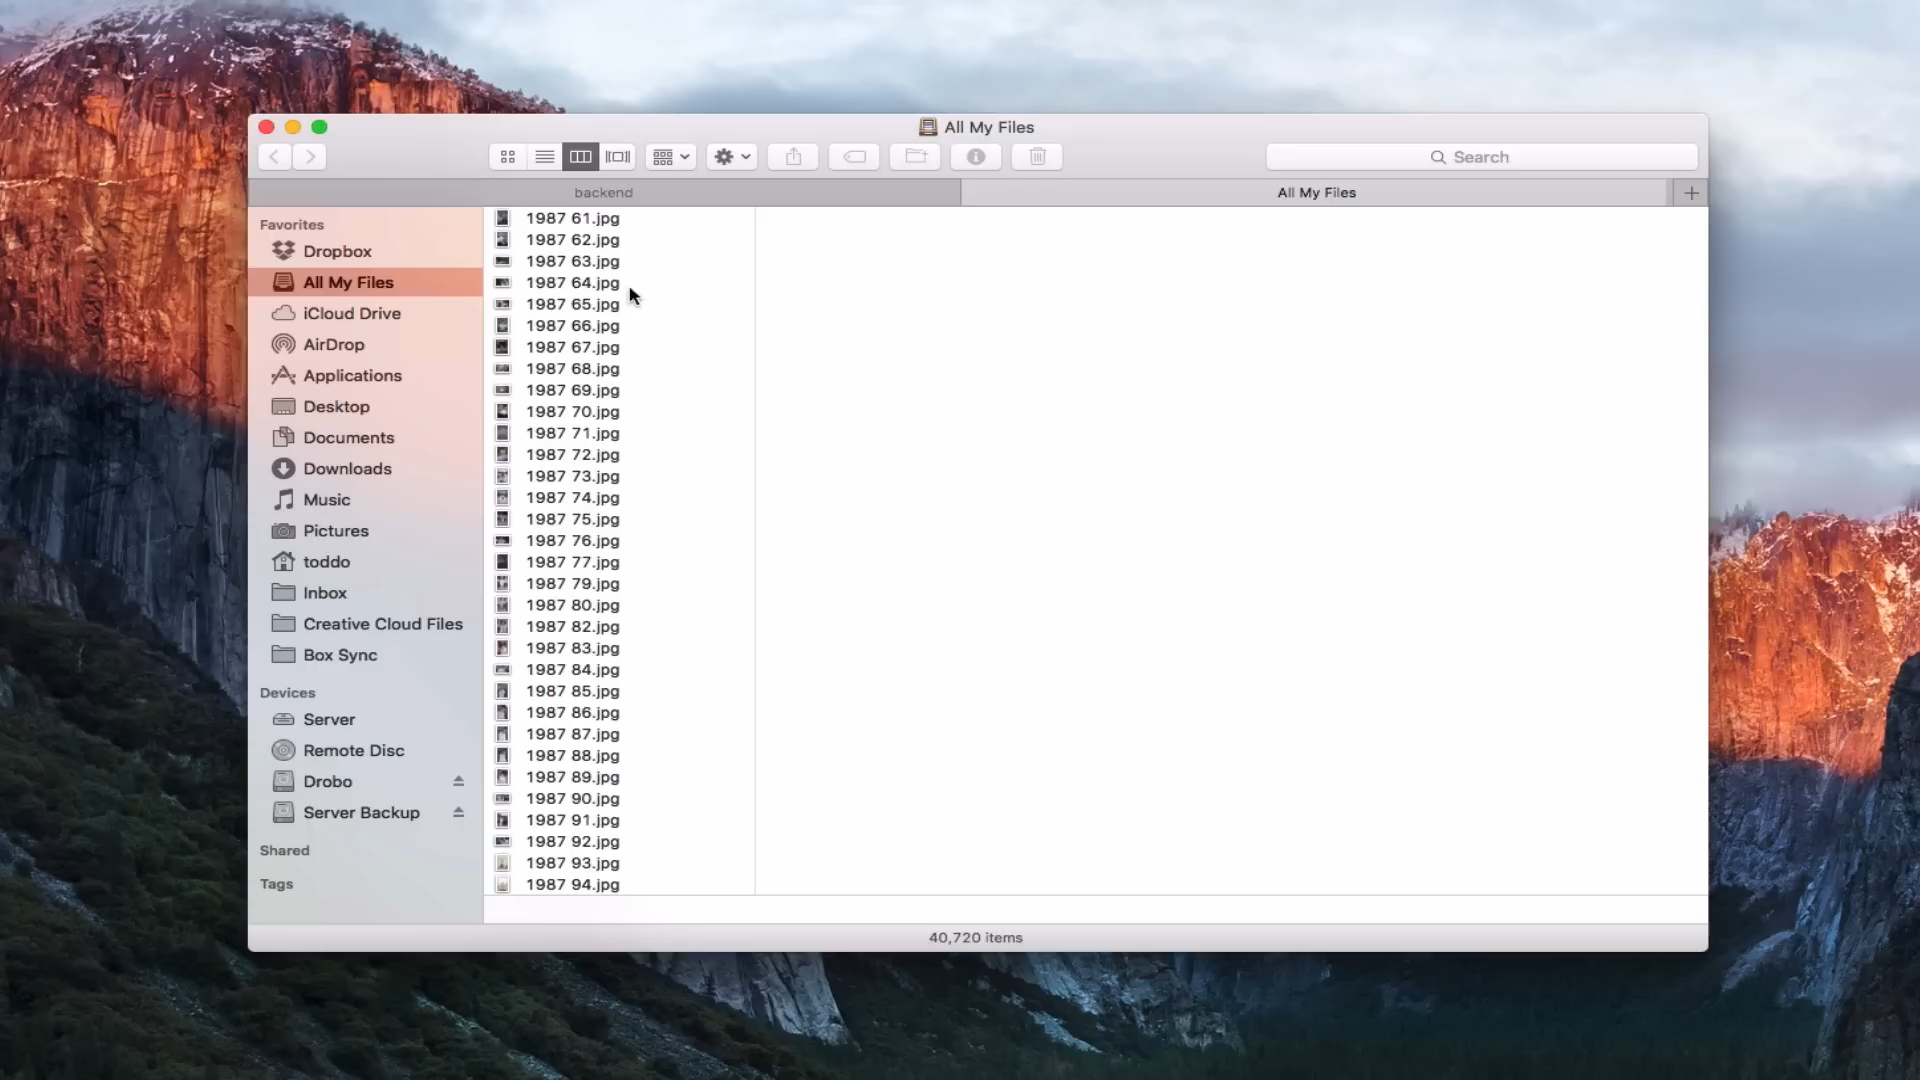 All My Files
Search
backend
All My Files
Favorites
Dropbox
All My Files
iCloud Drive
AirDrop
Applications
Desktop
Documents
Downloads
Music
Pictures
toddo
Inbox
Creative Cloud Files
Box Sync
Devices
Server
Remote Disc
Drobo
Server Backup
Shared
Tags
1987 61.jpg
1987 62.jpg
1987 63.jpg
1987 64.jpg
1987 65.jpg
1987 66.jpg
1987 67.jpg
1987 68.jpg
1987 69.jpg
1987 70.jpg
1987 71.jpg
1987 72.jpg
1987 73.jpg
1987 74.jpg
1987 75.jpg
1987 76.jpg
1987 77.jpg
1987 79.jpg
1987 80.jpg
1987 82.jpg
1987 83.jpg
1987 84.jpg
1987 85.jpg
1987 86.jpg
1987 87.jpg
1987 88.jpg
1987 89.jpg
1987 90.jpg
1987 91.jpg
1987 92.jpg
1987 93.jpg
1987 94.jpg
40,720 items